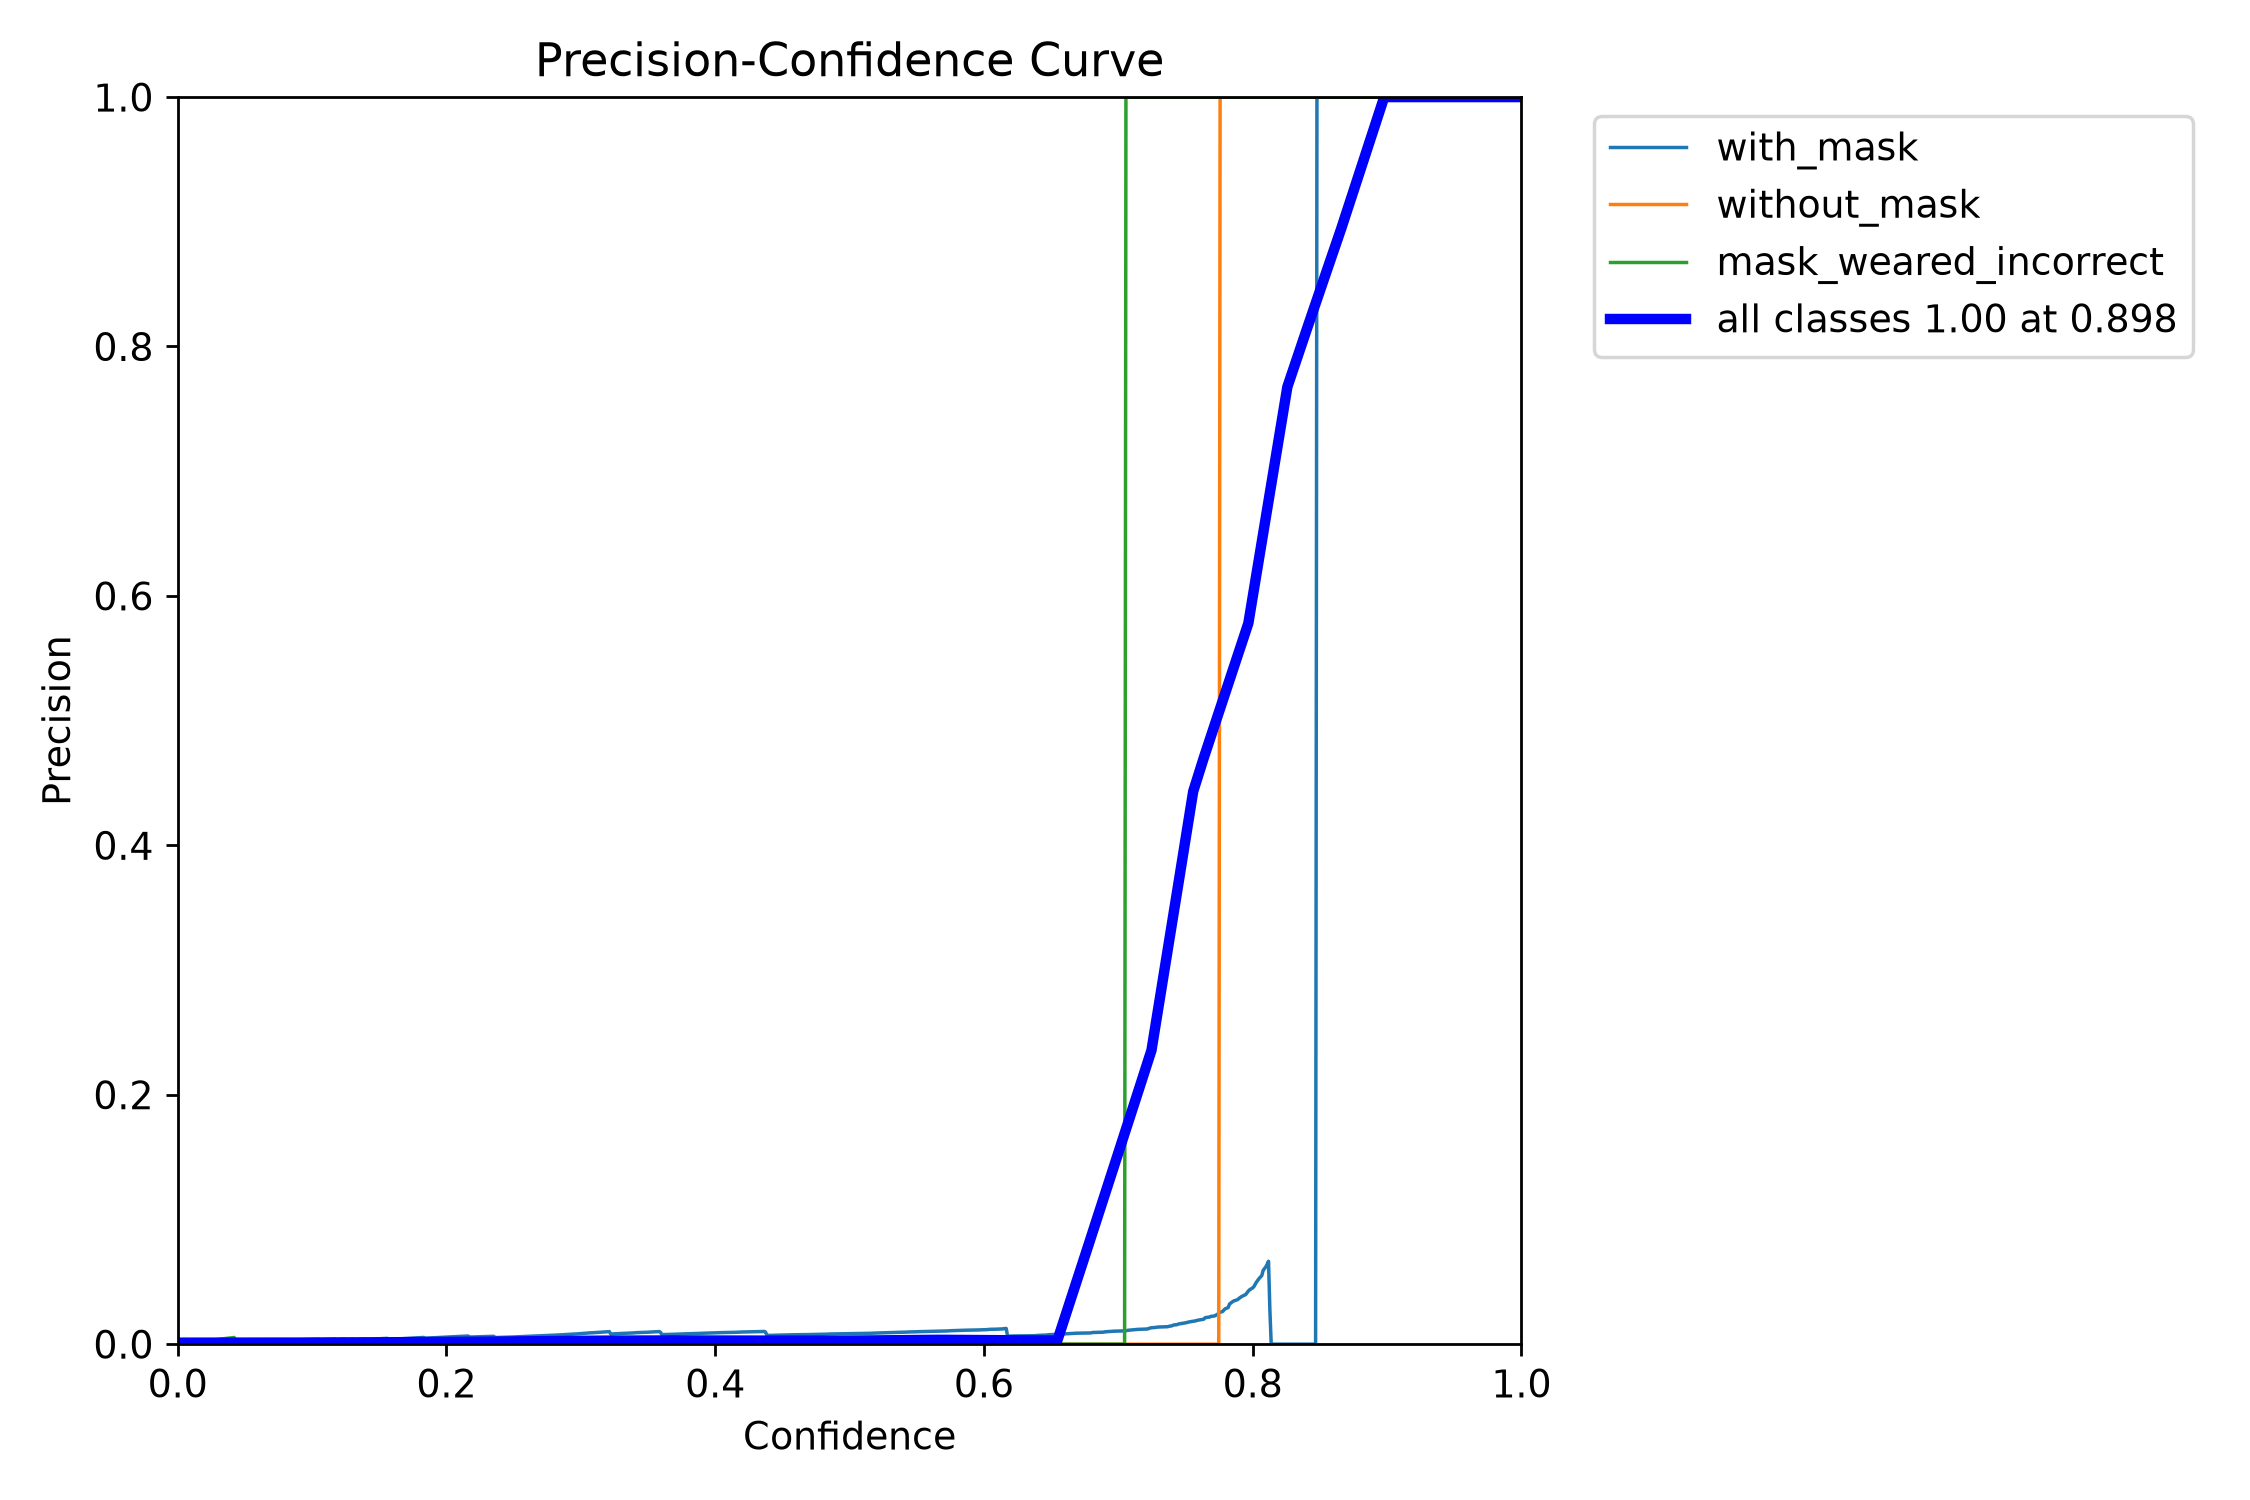 Precision-Confidence Curve
1.0
0.8
0.6
0.4
0.2
0.0
Precision
0.0 0.2 0.4 0.6 0.8 1.0
Confidence
with_mask
without_mask
mask_weared_incorrect
all classes 1.00 at 0.898